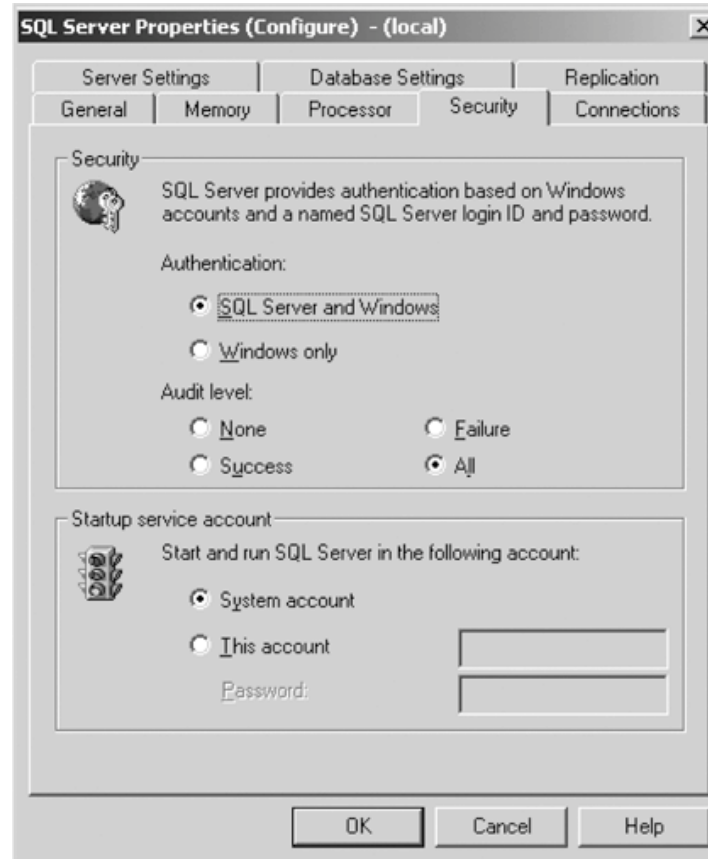 SQL Server Properties (Configure) - (local)
Server Settings
Database Settings
Replication
General
Memory
Processor
Security
Connections
Security
SQL Server provides authentication based on Windows
accounts and a named SQL Server login ID and password.
Authentication:
SQL Server and Windows
Windows only
Audit level:
None
Failure
Success
All
Startup service account
Start and run SQL Server in the following account:
System account
This account
Password:
OK
Cancel
Help